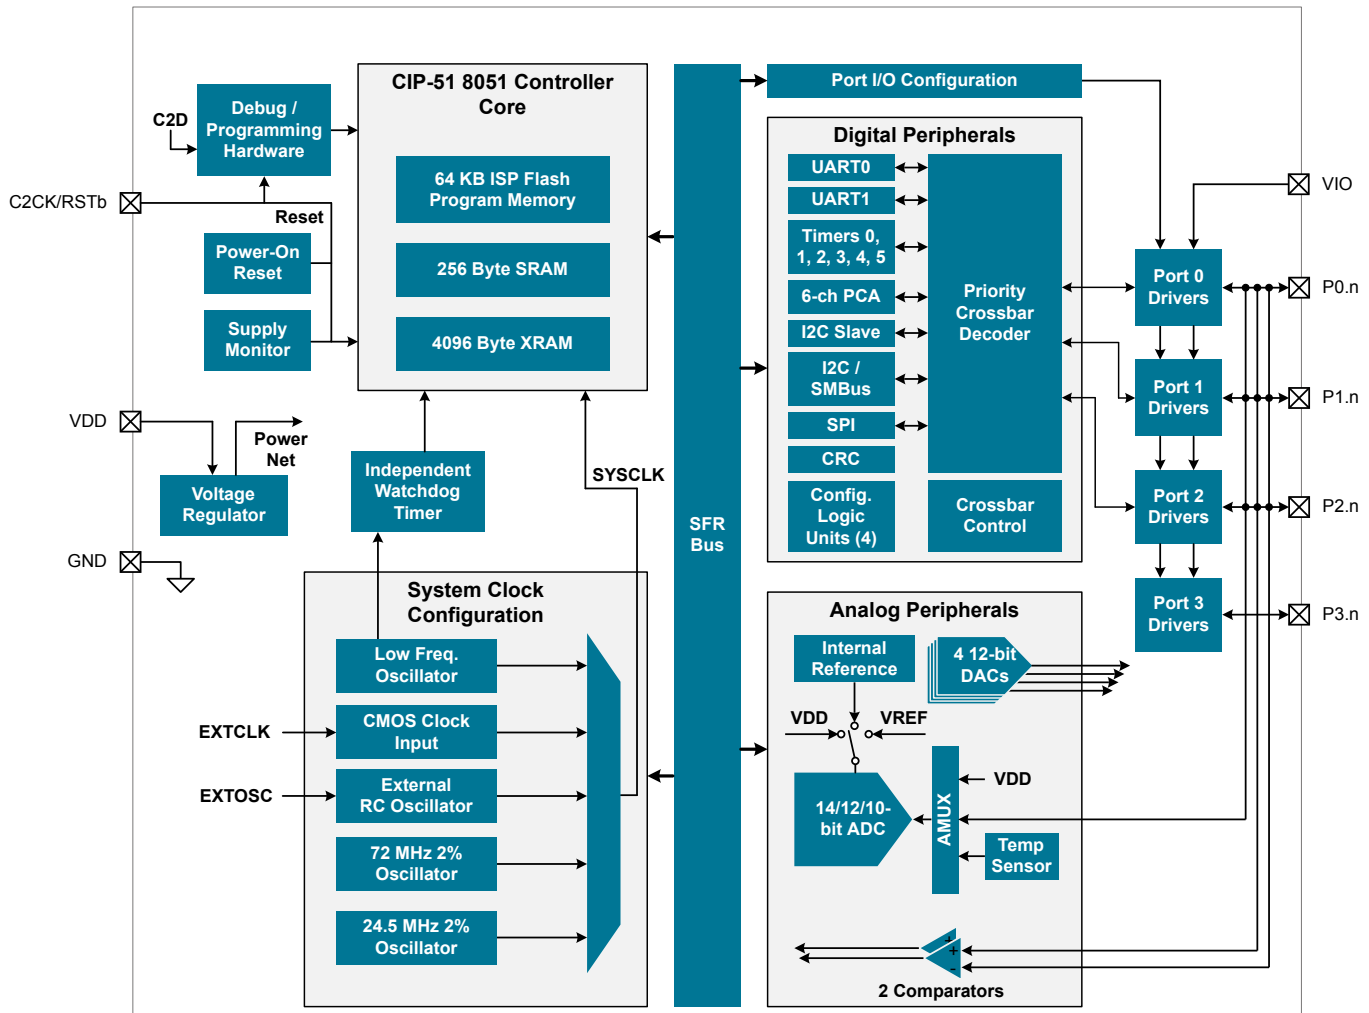 CIP-51 8051 Controller
Core
64 KB ISP Flash
Program Memory
256 Byte SRAM
4096 Byte XRAM
C2D
Debug /
Programming
Hardware
C2CK/RSTb
Reset
Power-On
Reset
Supply
Monitor
VDD
Power
Net
Voltage
Regulator
GND
Independent
Watchdog
Timer
SYSCLK
System Clock
Configuration
Low Freq.
Oscillator
EXTCLK
CMOS Clock
Input
EXTOSC
External
RC Oscillator
72 MHz 2%
Oscillator
24.5 MHz 2%
Oscillator
SFR
Bus
Port I/O Configuration
Digital Peripherals
UART0
UART1
Timers 0,
1, 2, 3, 4, 5
6-ch PCA
I2C Slave
I2C /
SMBus
SPI
CRC
Config.
Logic
Units (4)
Priority
Crossbar
Decoder
Crossbar
Control
Analog Peripherals
Internal
Reference
4 12-bit
DACs
VDD
VREF
14/12/10-
bit ADC
AMUX
VDD
Temp
Sensor
+
+
-
2 Comparators
Port 0
Drivers
Port 1
Drivers
Port 2
Drivers
Port 3
Drivers
VIO
P0.n
P1.n
P2.n
P3.n